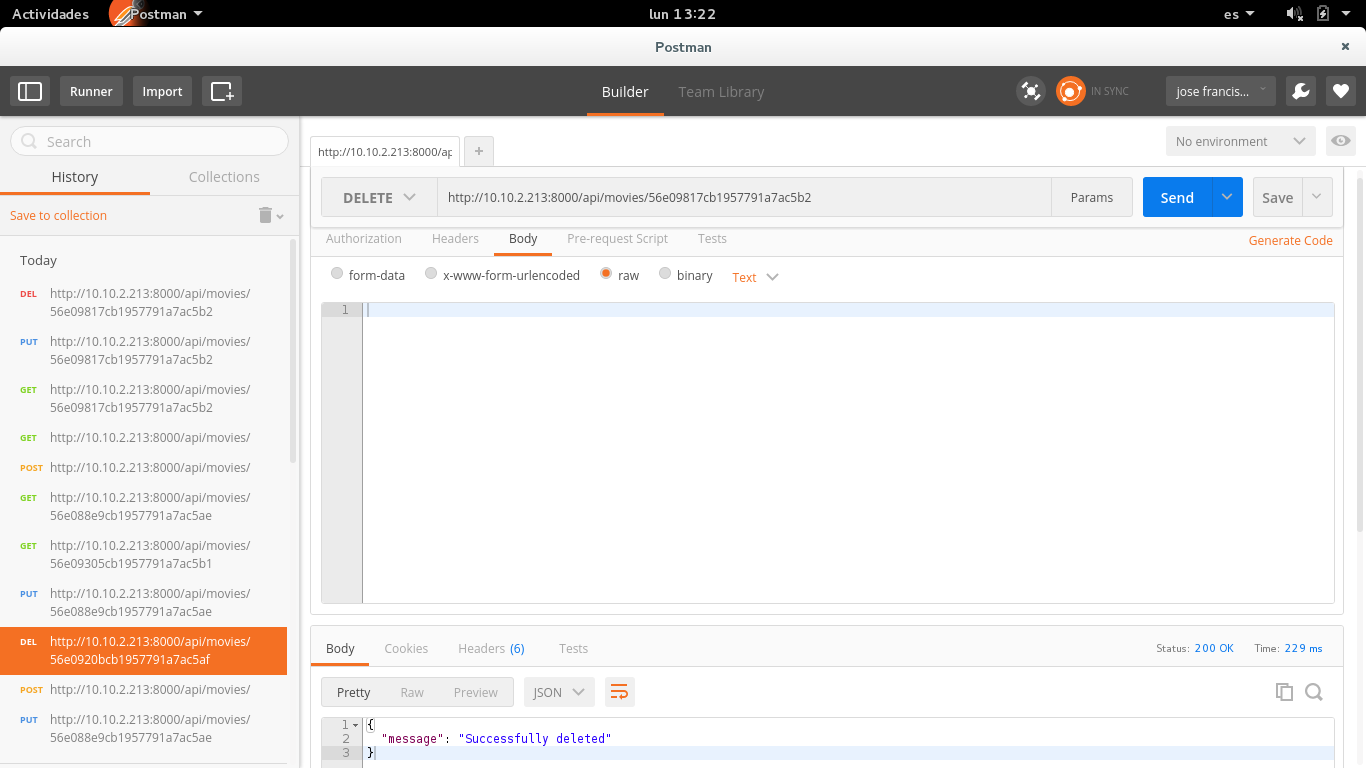 Actividades
Postman
lun 13:22
es
Postman
Runner
Import
Builder
Team Library
IN SYNC
jose francis...
Search
History
Collections
Save to collection
Today
DEL http://10.10.2.213:8000/api/movies/
56e09817cb1957791a7ac5b2
PUT http://10.10.2.213:8000/api/movies/
56e09817cb1957791a7ac5b2
GET http://10.10.2.213:8000/api/movies/
56e09817cb1957791a7ac5b2
GET http://10.10.2.213:8000/api/movies/
POST http://10.10.2.213:8000/api/movies/
GET http://10.10.2.213:8000/api/movies/
56e088e9cb1957791a7ac5ae
GET http://10.10.2.213:8000/api/movies/
56e09305cb1957791a7ac5b1
PUT http://10.10.2.213:8000/api/movies/
56e088e9cb1957791a7ac5ae
DEL http://10.10.2.213:8000/api/movies/
56e0920bcb1957791a7ac5af
POST http://10.10.2.213:8000/api/movies/
PUT http://10.10.2.213:8000/api/movies/
56e088e9cb1957791a7ac5ae
http://10.10.2.213:8000/ap
+
No environment
DELETE
http://10.10.2.213:8000/api/movies/56e09817cb1957791a7ac5b2
Params
Send
Save
Authorization
Headers
Body
Pre-request Script
Tests
Generate Code
form-data
x-www-form-urlencoded
raw
binary
Text
1
Body
Cookies
Headers (6)
Tests
Status: 200 OK
Time: 229 ms
Pretty
Raw
Preview
JSON
1 {
2 "message": "Successfully deleted"
3 }